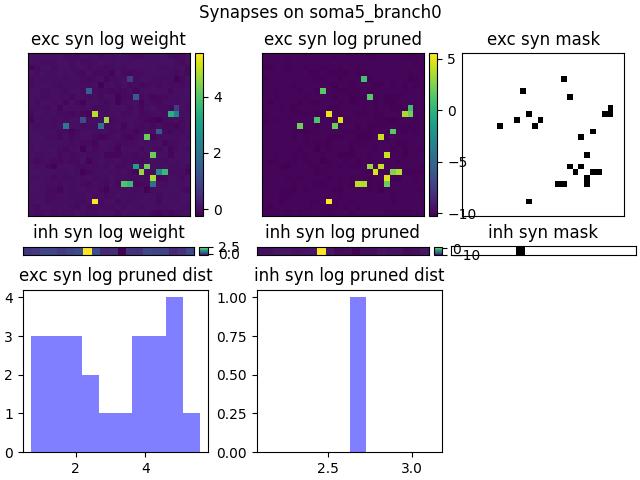 Synapses on soma5_branch0
exc syn log weight
exc syn log pruned
exc syn mask
4
2
0
5
0
−5
−10
inh syn log weight
inh syn log pruned
inh syn mask
2.5
0.0
0
10
exc syn log pruned dist
inh syn log pruned dist
4
3
2
1
0
2
4
1.00
0.75
0.50
0.25
0.00
2.5
3.0